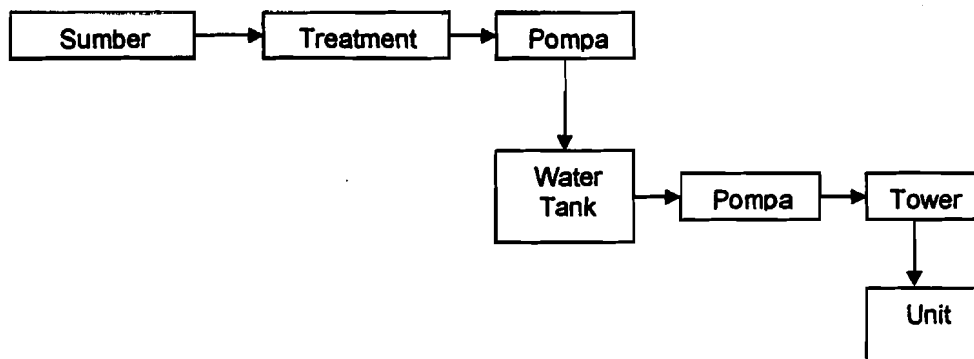 Sumber
Treatment
Pompa
Water
Tank
Pompa
Tower
Unit